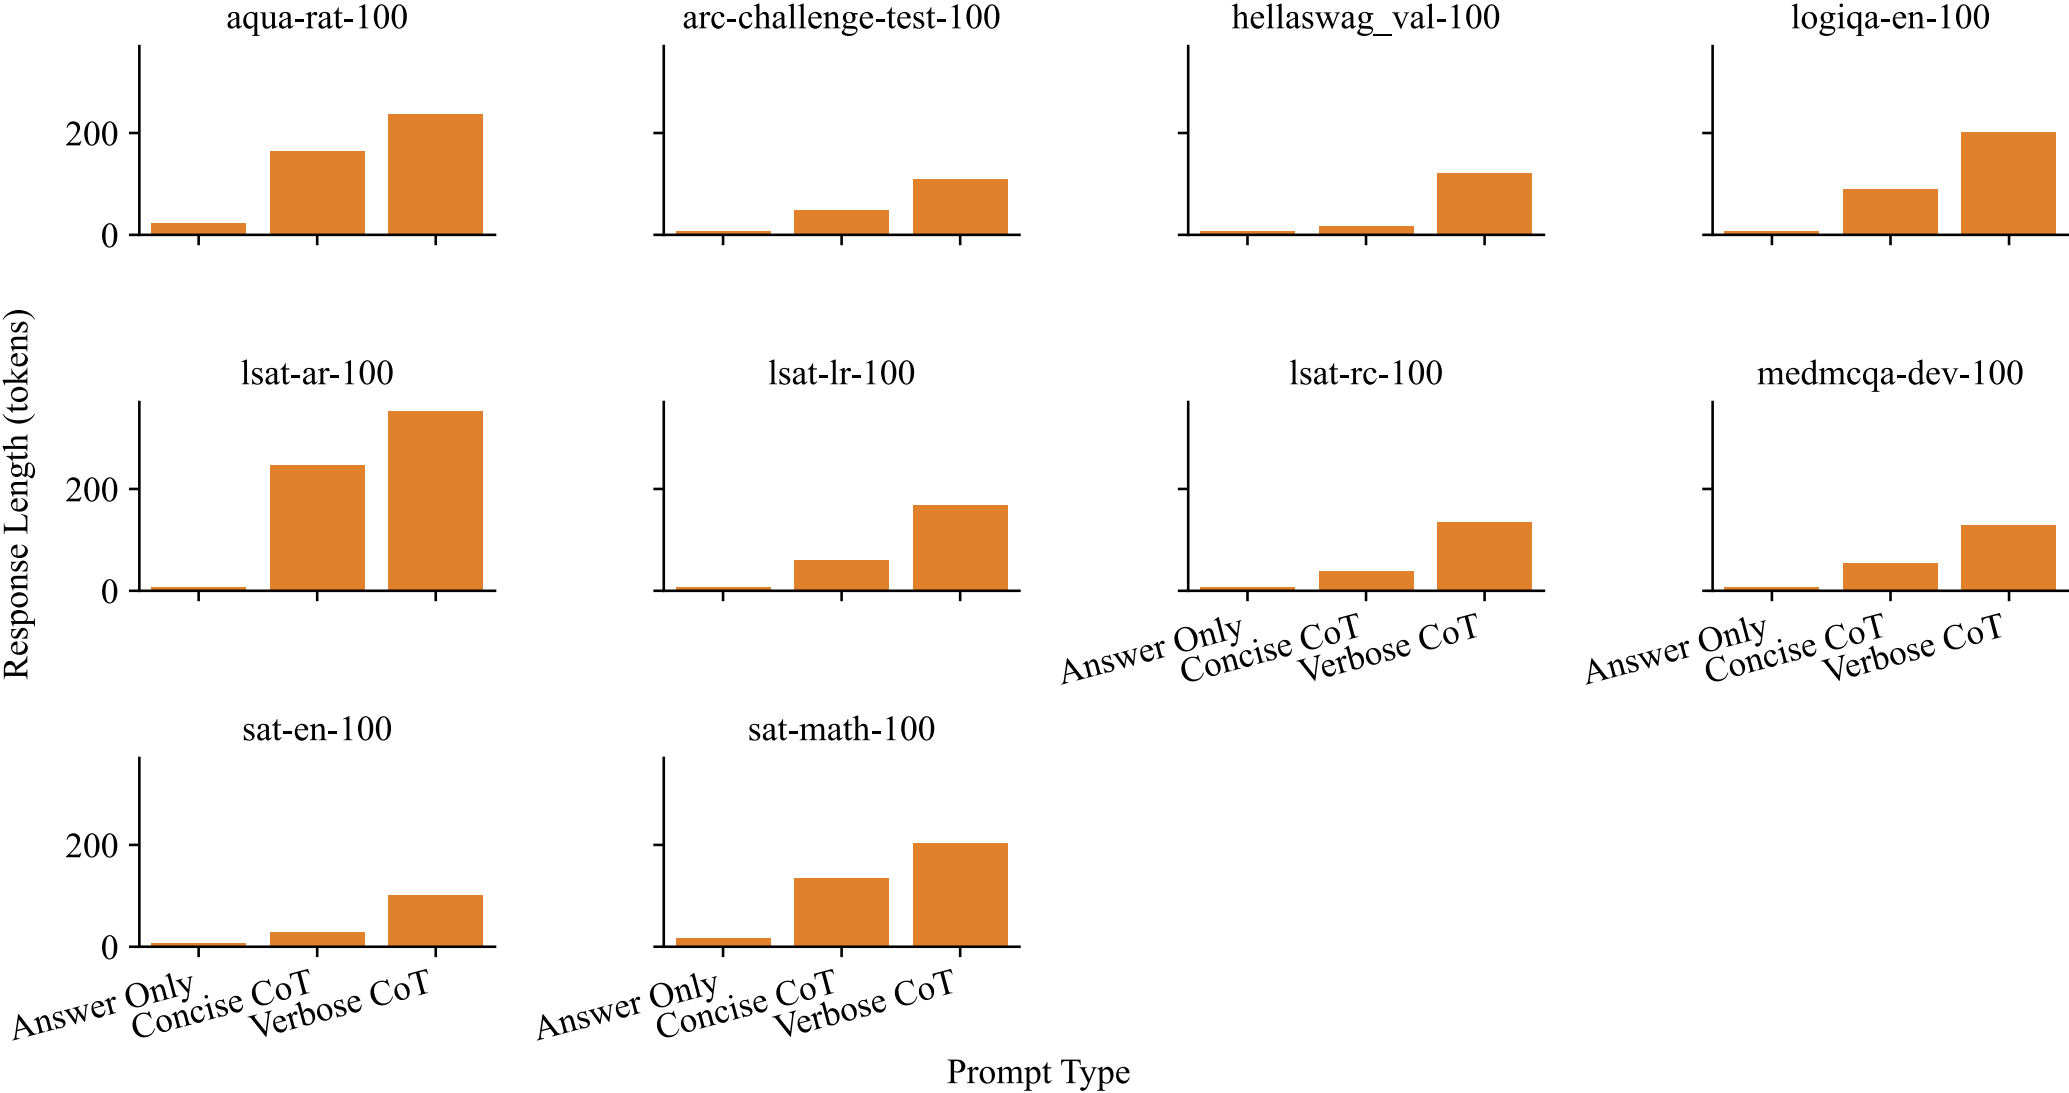 aqua-rat-100
arc-challenge-test-100
hellaswag_val-100
logiqa-en-100
200
0
Response Length (tokens)
lsat-ar-100
lsat-lr-100
lsat-rc-100
medmcqa-dev-100
200
0
Answer Only
Concise CoT
Verbose CoT
Answer Only
Concise CoT
Verbose CoT
sat-en-100
sat-math-100
200
0
Answer Only
Concise CoT
Verbose CoT
Answer Only
Concise CoT
Verbose CoT
Prompt Type